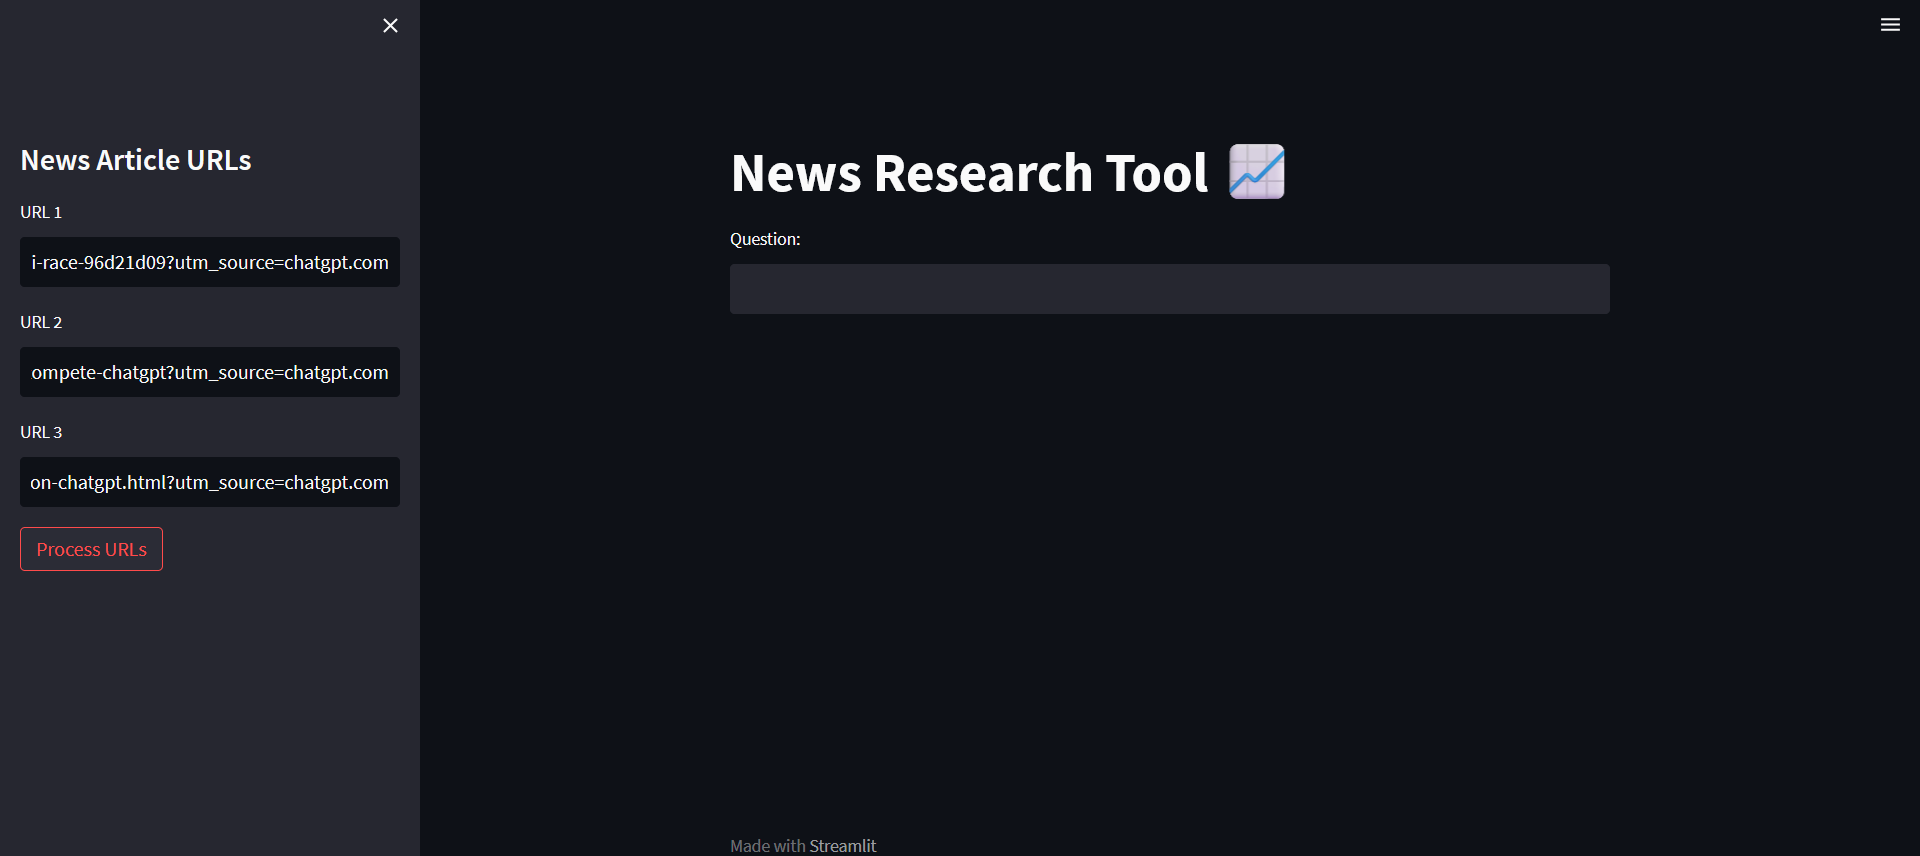 News Article URLs
URL 1
i-race-96d21d09?utm_source=chatgpt.com
URL 2
ompete-chatgpt?utm_source=chatgpt.com
URL 3
on-chatgpt.html?utm_source=chatgpt.com
Process URLs
News Research Tool
Question:
Made with Streamlit